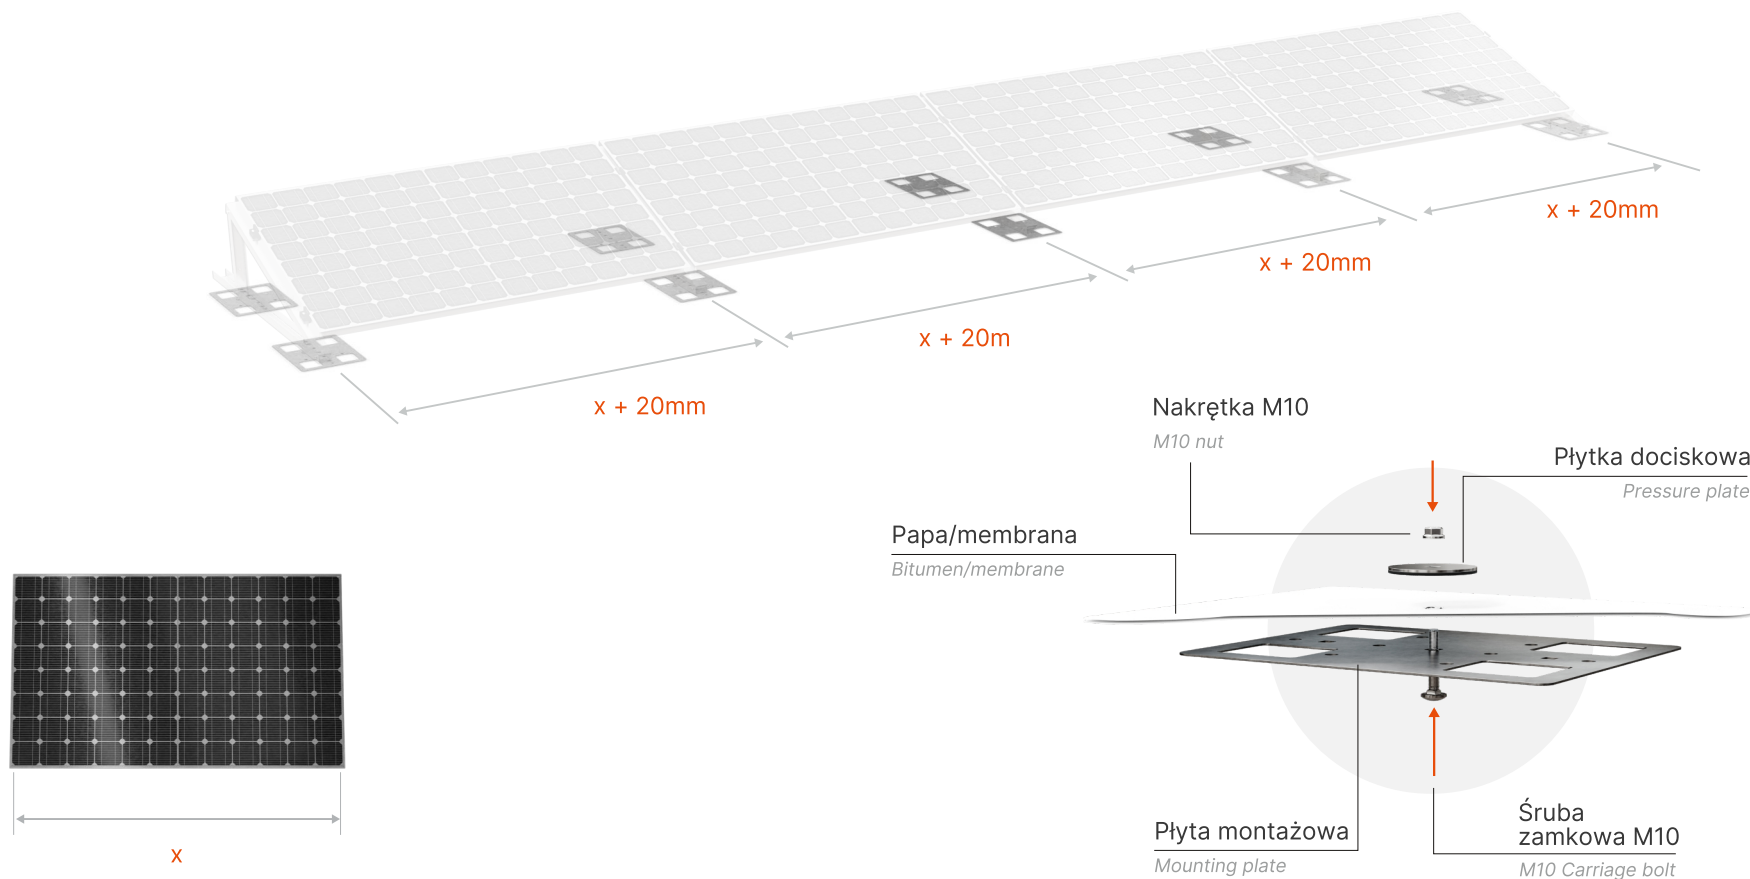 x + 20mm
x + 20mm
x + 20m
x + 20mm
Nakrętka M10
M10 nut
Płytka dociskowa
Pressure plate
Papa/membrana
Bitumen/membrane
Śruba
zamkowa M10
M10 Carriage bolt
Płyta montażowa
Mounting plate
x